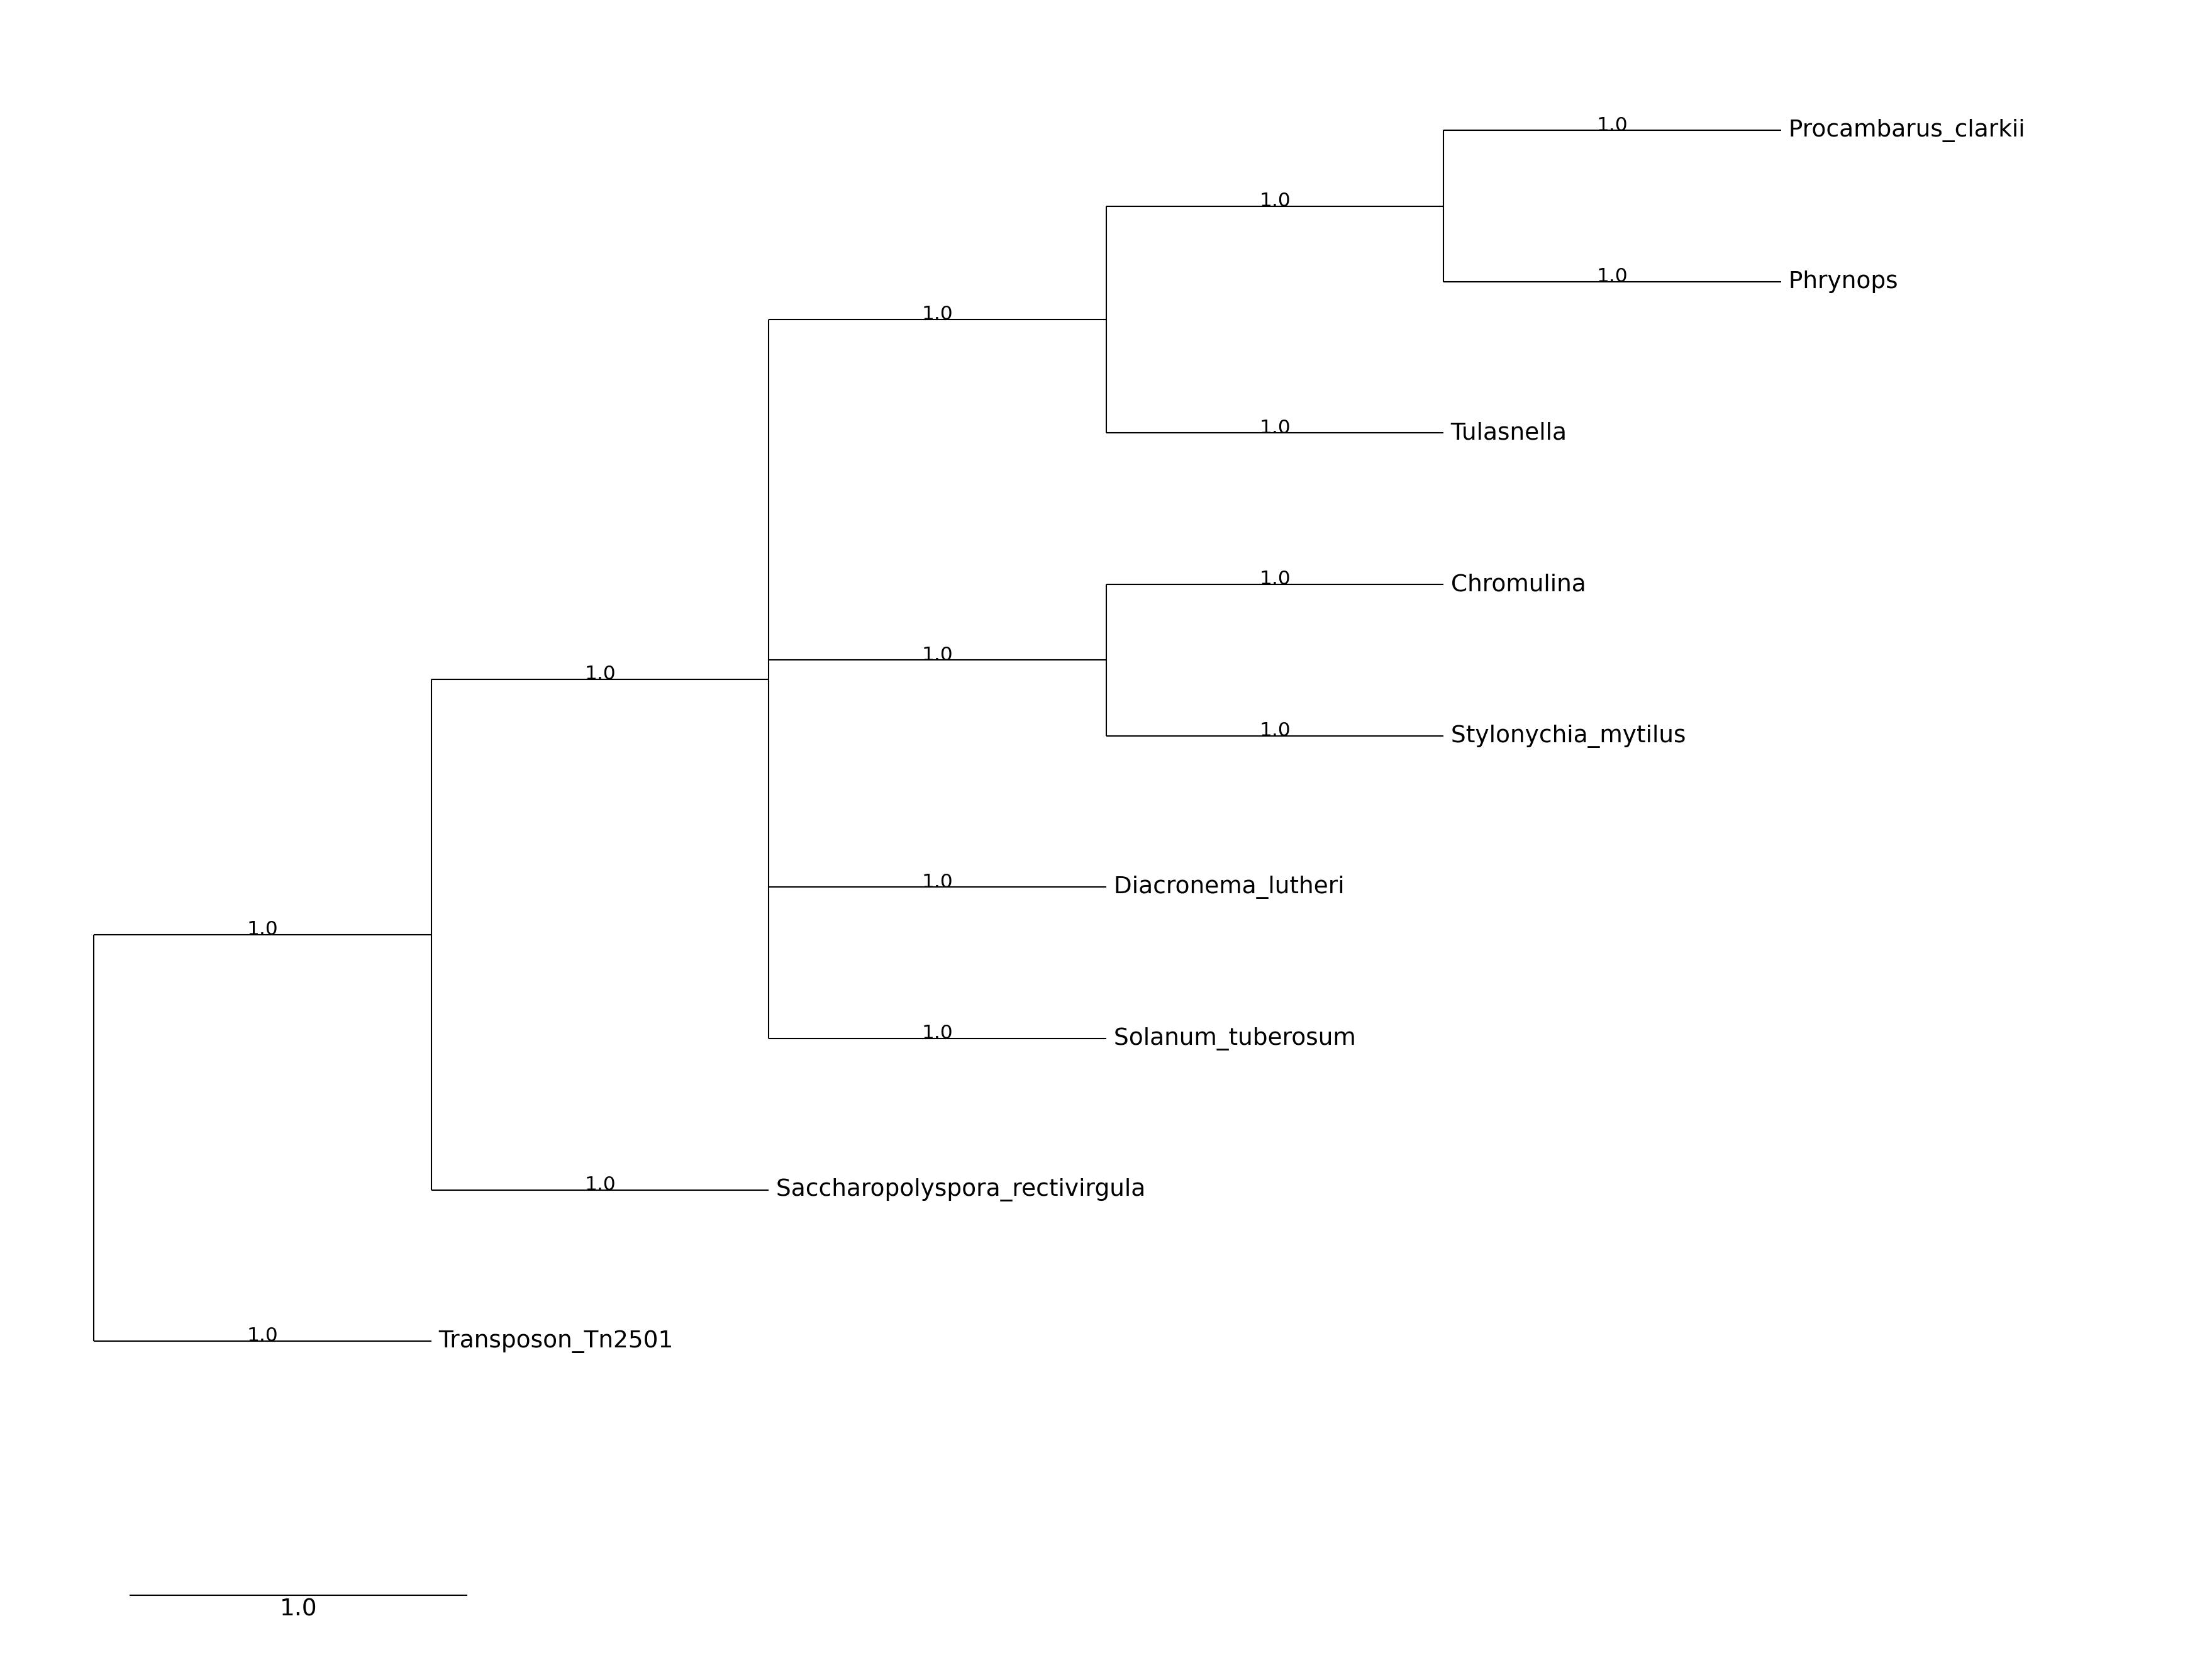 1.0 Procambarus_clarkii
1.0
1.0 Phrynops
1.0
1.0 Tulasnella
1.0 Chromulina
1.0
1.0
1.0 Stylonychia_mytilus
1.0 Diacronema_lutheri
1.0
1.0 Solanum_tuberosum
1.0 Saccharopolyspora_rectivirgula
1.0 Transposon_Tn2501
1.0